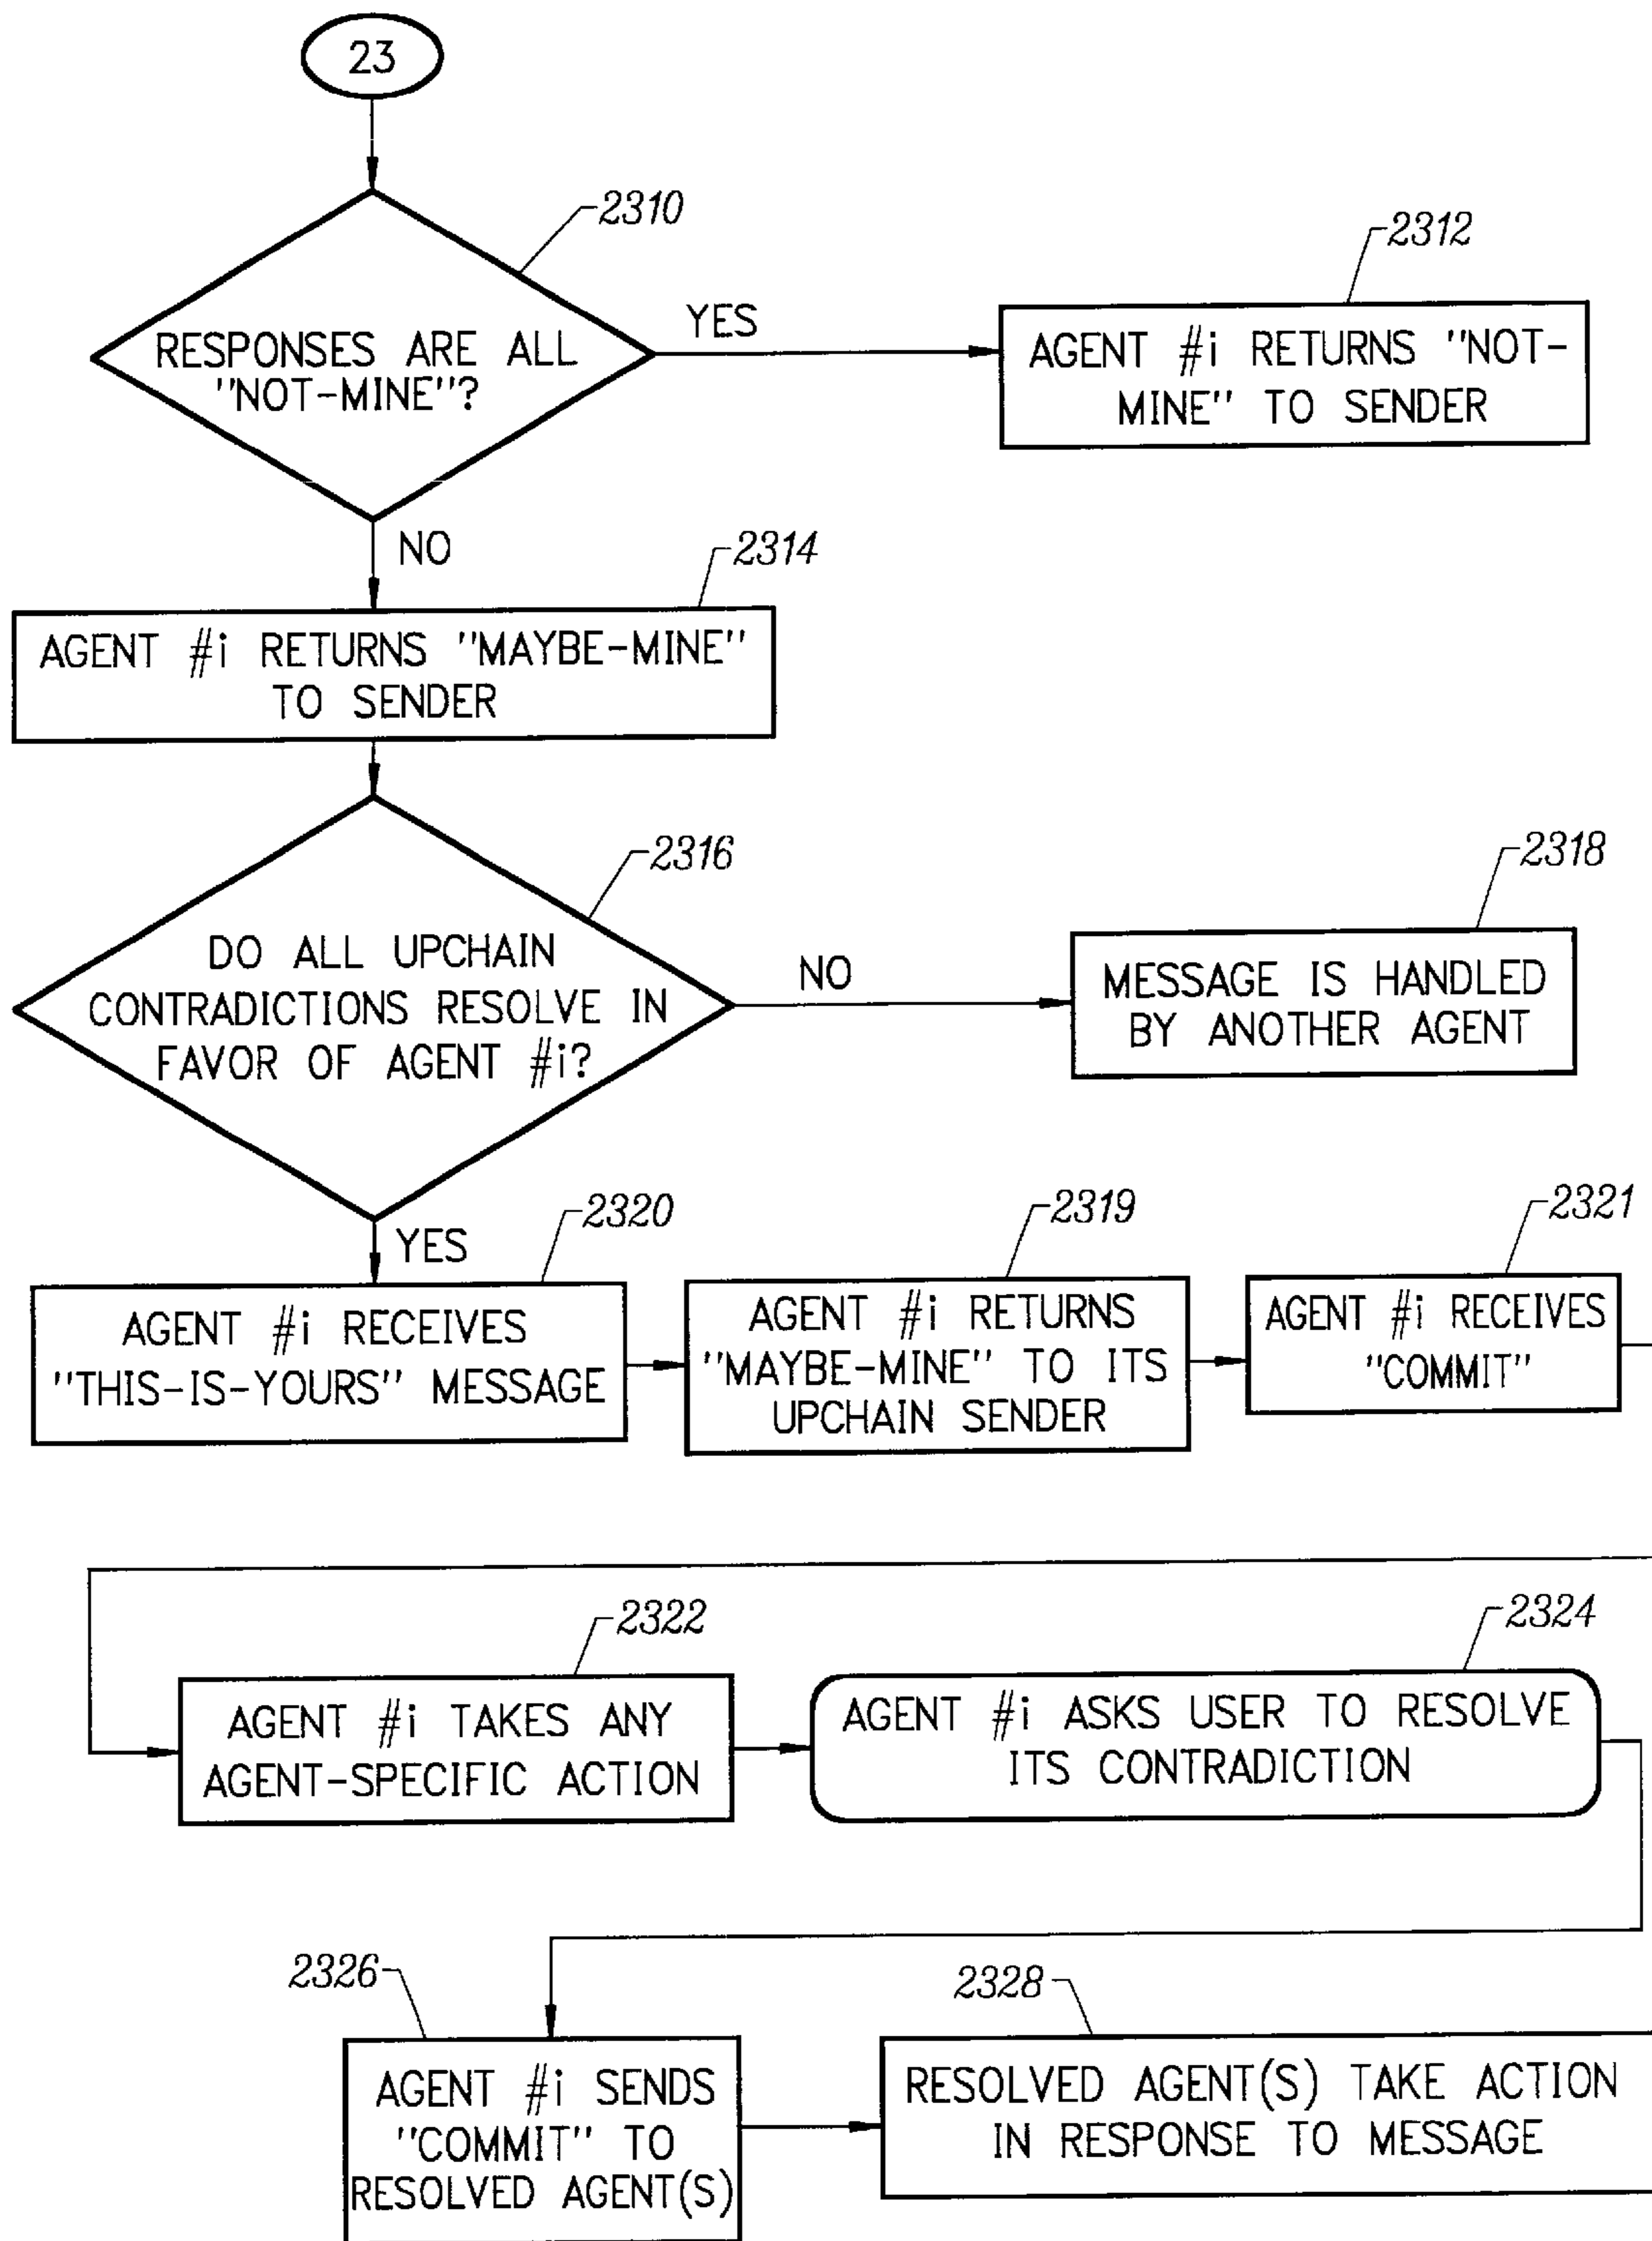 23
2310
RESPONSES ARE ALL
"NOT-MINE"?
YES
2312
AGENT #i RETURNS "NOT-
MINE" TO SENDER
NO
2314
AGENT #i RETURNS "MAYBE-MINE"
TO SENDER
2316
DO ALL UPCHAIN
CONTRADICTIONS RESOLVE IN
FAVOR OF AGENT #i?
NO
2318
MESSAGE IS HANDLED
BY ANOTHER AGENT
YES
2320
AGENT #i RECEIVES
"THIS-IS-YOURS" MESSAGE
2319
AGENT #i RETURNS
"MAYBE-MINE" TO ITS
UPCHAIN SENDER
2321
AGENT #i RECEIVES
"COMMIT"
2322
AGENT #i TAKES ANY
AGENT-SPECIFIC ACTION
2324
AGENT #i ASKS USER TO RESOLVE
ITS CONTRADICTION
2326
AGENT #i SENDS
"COMMIT" TO
RESOLVED AGENT(S)
2328
RESOLVED AGENT(S) TAKE ACTION
IN RESPONSE TO MESSAGE